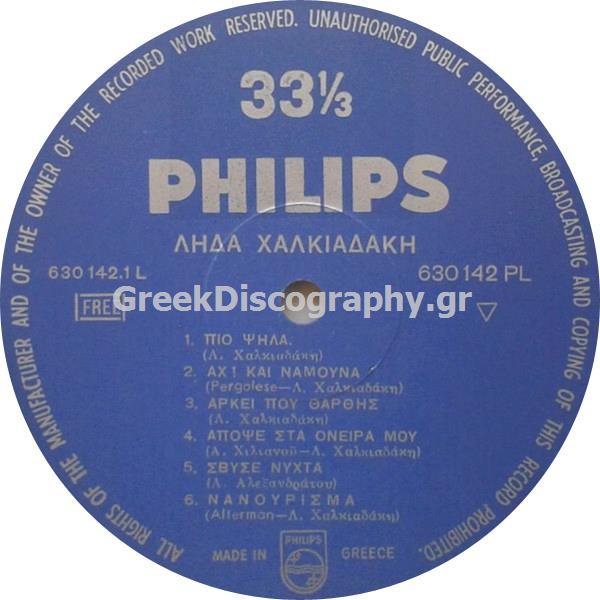 ALL RIGHTS OF THE MANUFACTURER AND OF THE OWNER OF THE RECORDED WORK RESERVED. UNAUTHORISED PUBLIC PERFORMANCE, BROADCASTING AND COPYING OF THIS RECORD PROHIBITED.
33⅓
PHILIPS
ΛΗΔΑ ΧΑΛΚΙΑΔΑΚΗ
630 142.1 L
630 142 PL
FREE
GreekDiscography.gr
1. ΠΙΟ ΨΗΛΑ.
(Λ. Χαλκιαδάκη)
2. ΑΧ! ΚΑΙ ΝΑΜΟΥΝΑ
(Pergolese—Λ. Χαλκιαδάκη)
3. ΑΡΚΕΙ ΠΟΥ ΘΑΡΘΗΣ
(Λ. Χαλκιαδάκη)
4. ΑΠΟΨΕ ΣΤΑ ΟΝΕΙΡΑ ΜΟΥ
(Α. Χιλιανοῦ—Λ. Χαλκιαδάκη)
5. ΣΒΥΣΕ ΝΥΧΤΑ
(Λ. Αλεξανδράτου)
6. ΝΑΝΟΥΡΙΣΜΑ
(Alterman—Λ. Χαλκιαδάκη)
MADE IN
PHILIPS
GREECE